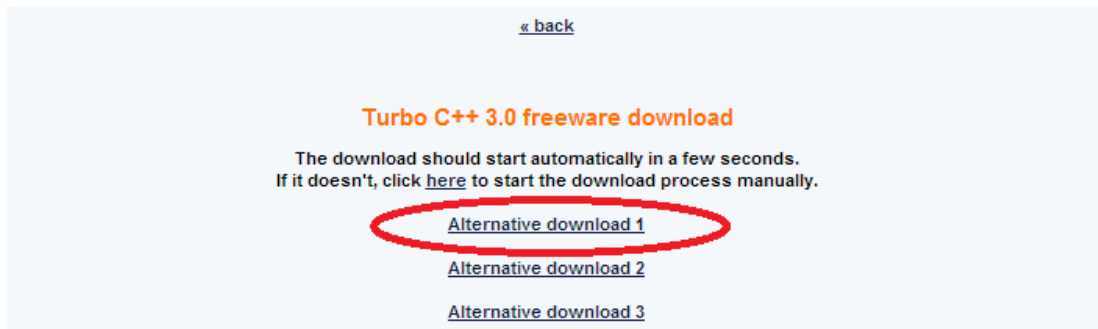 « back
Turbo C++ 3.0 freeware download
The download should start automatically in a few seconds.
If it doesn't, click here to start the download process manually.
Alternative download 1
Alternative download 2
Alternative download 3